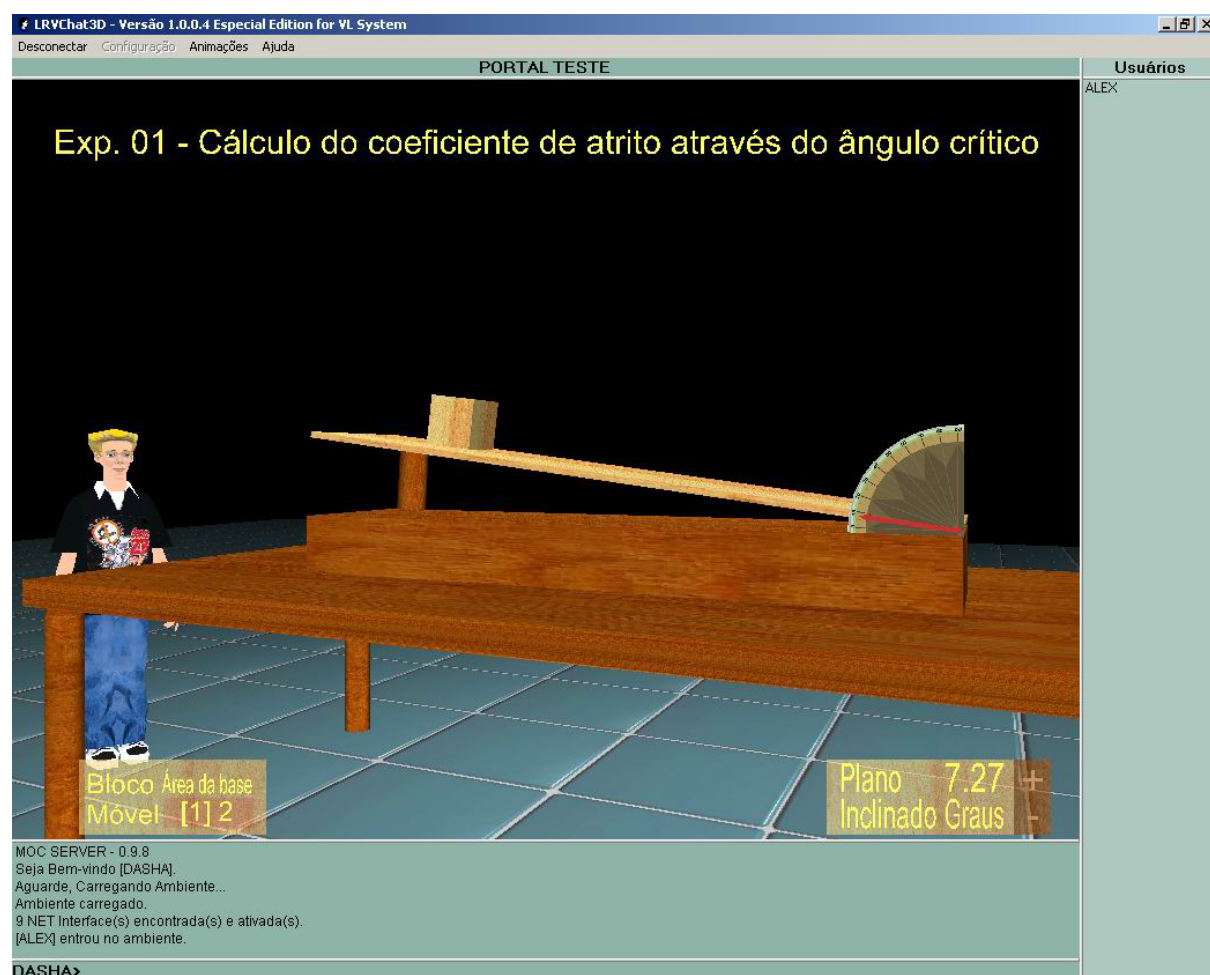 LRVChat3D - Versão 1.0.0.4 Especial Edition for VL System
Desconectar Configuração Animações Ajuda
PORTAL TESTE
Usuários
ALEX
Exp. 01 - Cálculo do coeficiente de atrito através do ângulo crítico
Bloco Área da base
Móvel [1] 2
Plano 7.27 +
Inclinado Graus -
MOC SERVER - 0.9.8
Seja Bem-vindo [DASHA].
Aguarde, Carregando Ambiente...
Ambiente carregado.
9 NET Interface(s) encontrada(s) e ativada(s).
[ALEX] entrou no ambiente.
DASHA>